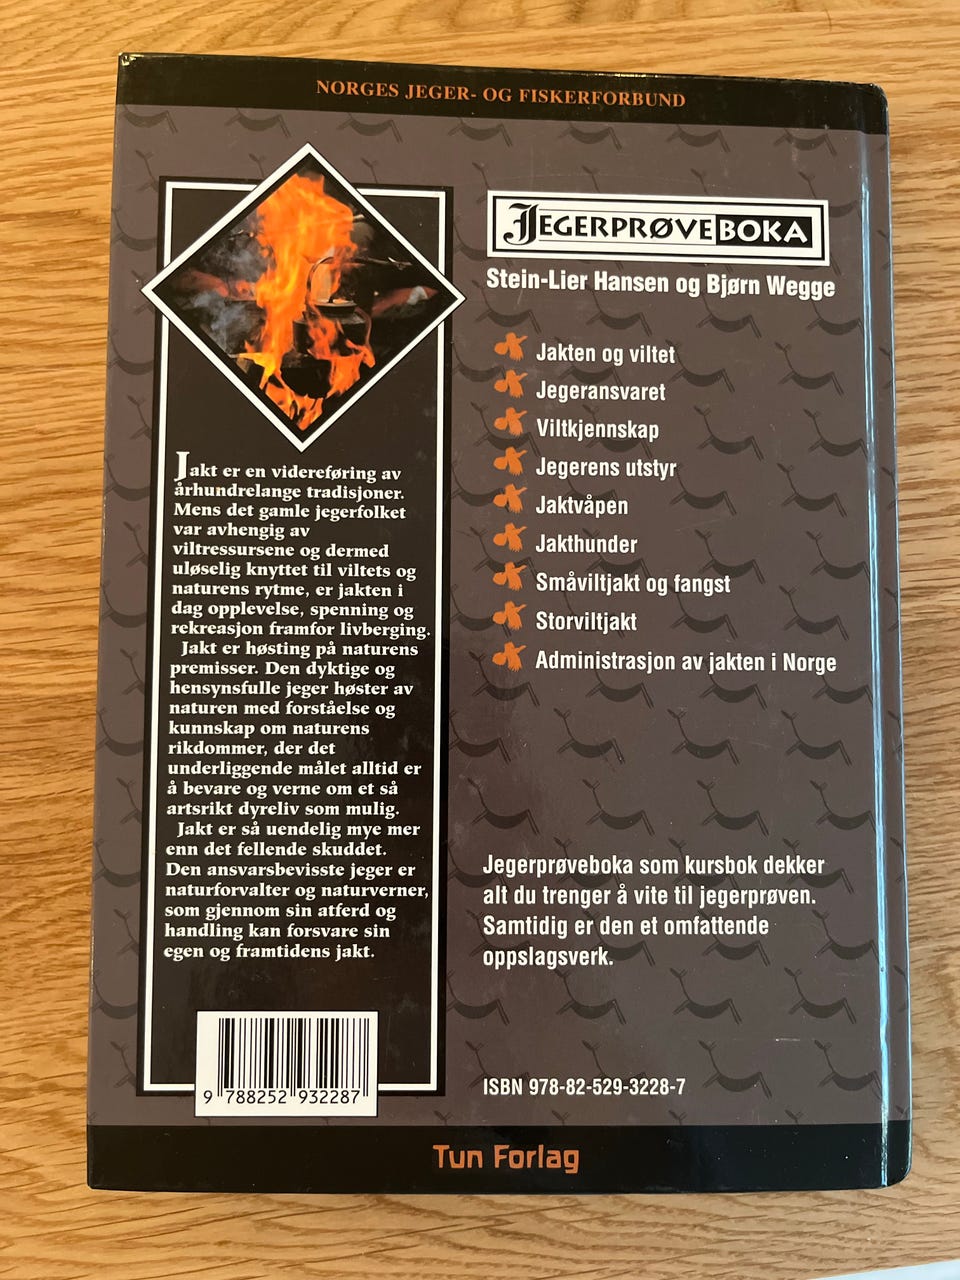 NORGES JEGER- OG FISKERFORBUND
JEGERPRØVEBOKA
Stein-Lier Hansen og Bjørn Wegge
Jakten og viltet
Jegeransvaret
Viltkjennskap
Jegerens utstyr
Jaktvåpen
Jakthunder
Småviltjakt og fangst
Storviltjakt
Administrasjon av jakten i Norge
Jakt er en videreføring av
århundrelange tradisjoner.
Mens det gamle jegerfolket
var avhengig av
viltressursene og dermed
uløselig knyttet til viltets og
naturens rytme, er jakten i
dag opplevelse, spenning og
rekreasjon framfor livberging.
Jakt er høsting på naturens
premisser. Den dyktige og
hensynsfulle jeger høster av
naturen med forståelse og
kunnskap om naturens
rikdommer, der det
underliggende målet alltid er
å bevare og verne om et så
artsrikt dyreliv som mulig.
Jakt er så uendelig mye mer
enn det fellende skuddet.
Den ansvarsbevisste jeger er
naturforvalter og naturverner,
som gjennom sin atferd og
handling kan forsvare sin
egen og framtidens jakt.
Jegerprøveboka som kursbok dekker
alt du trenger å vite til jegerprøven.
Samtidig er den et omfattende
oppslagsverk.
9 788252 932287
ISBN 978-82-529-3228-7
Tun Forlag